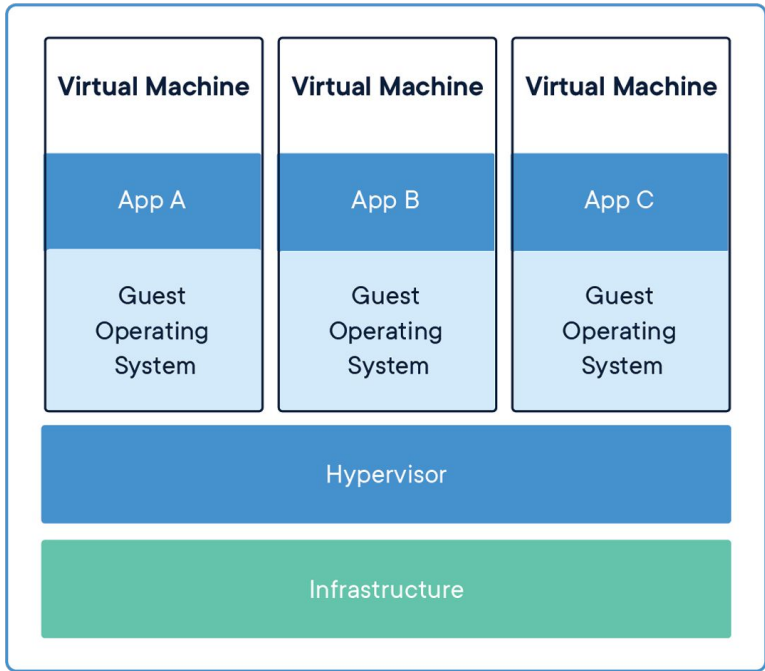 Virtual Machine
App A
Guest
Operating
System
Virtual Machine
App B
Guest
Operating
System
Virtual Machine
App C
Guest
Operating
System
Hypervisor
Infrastructure